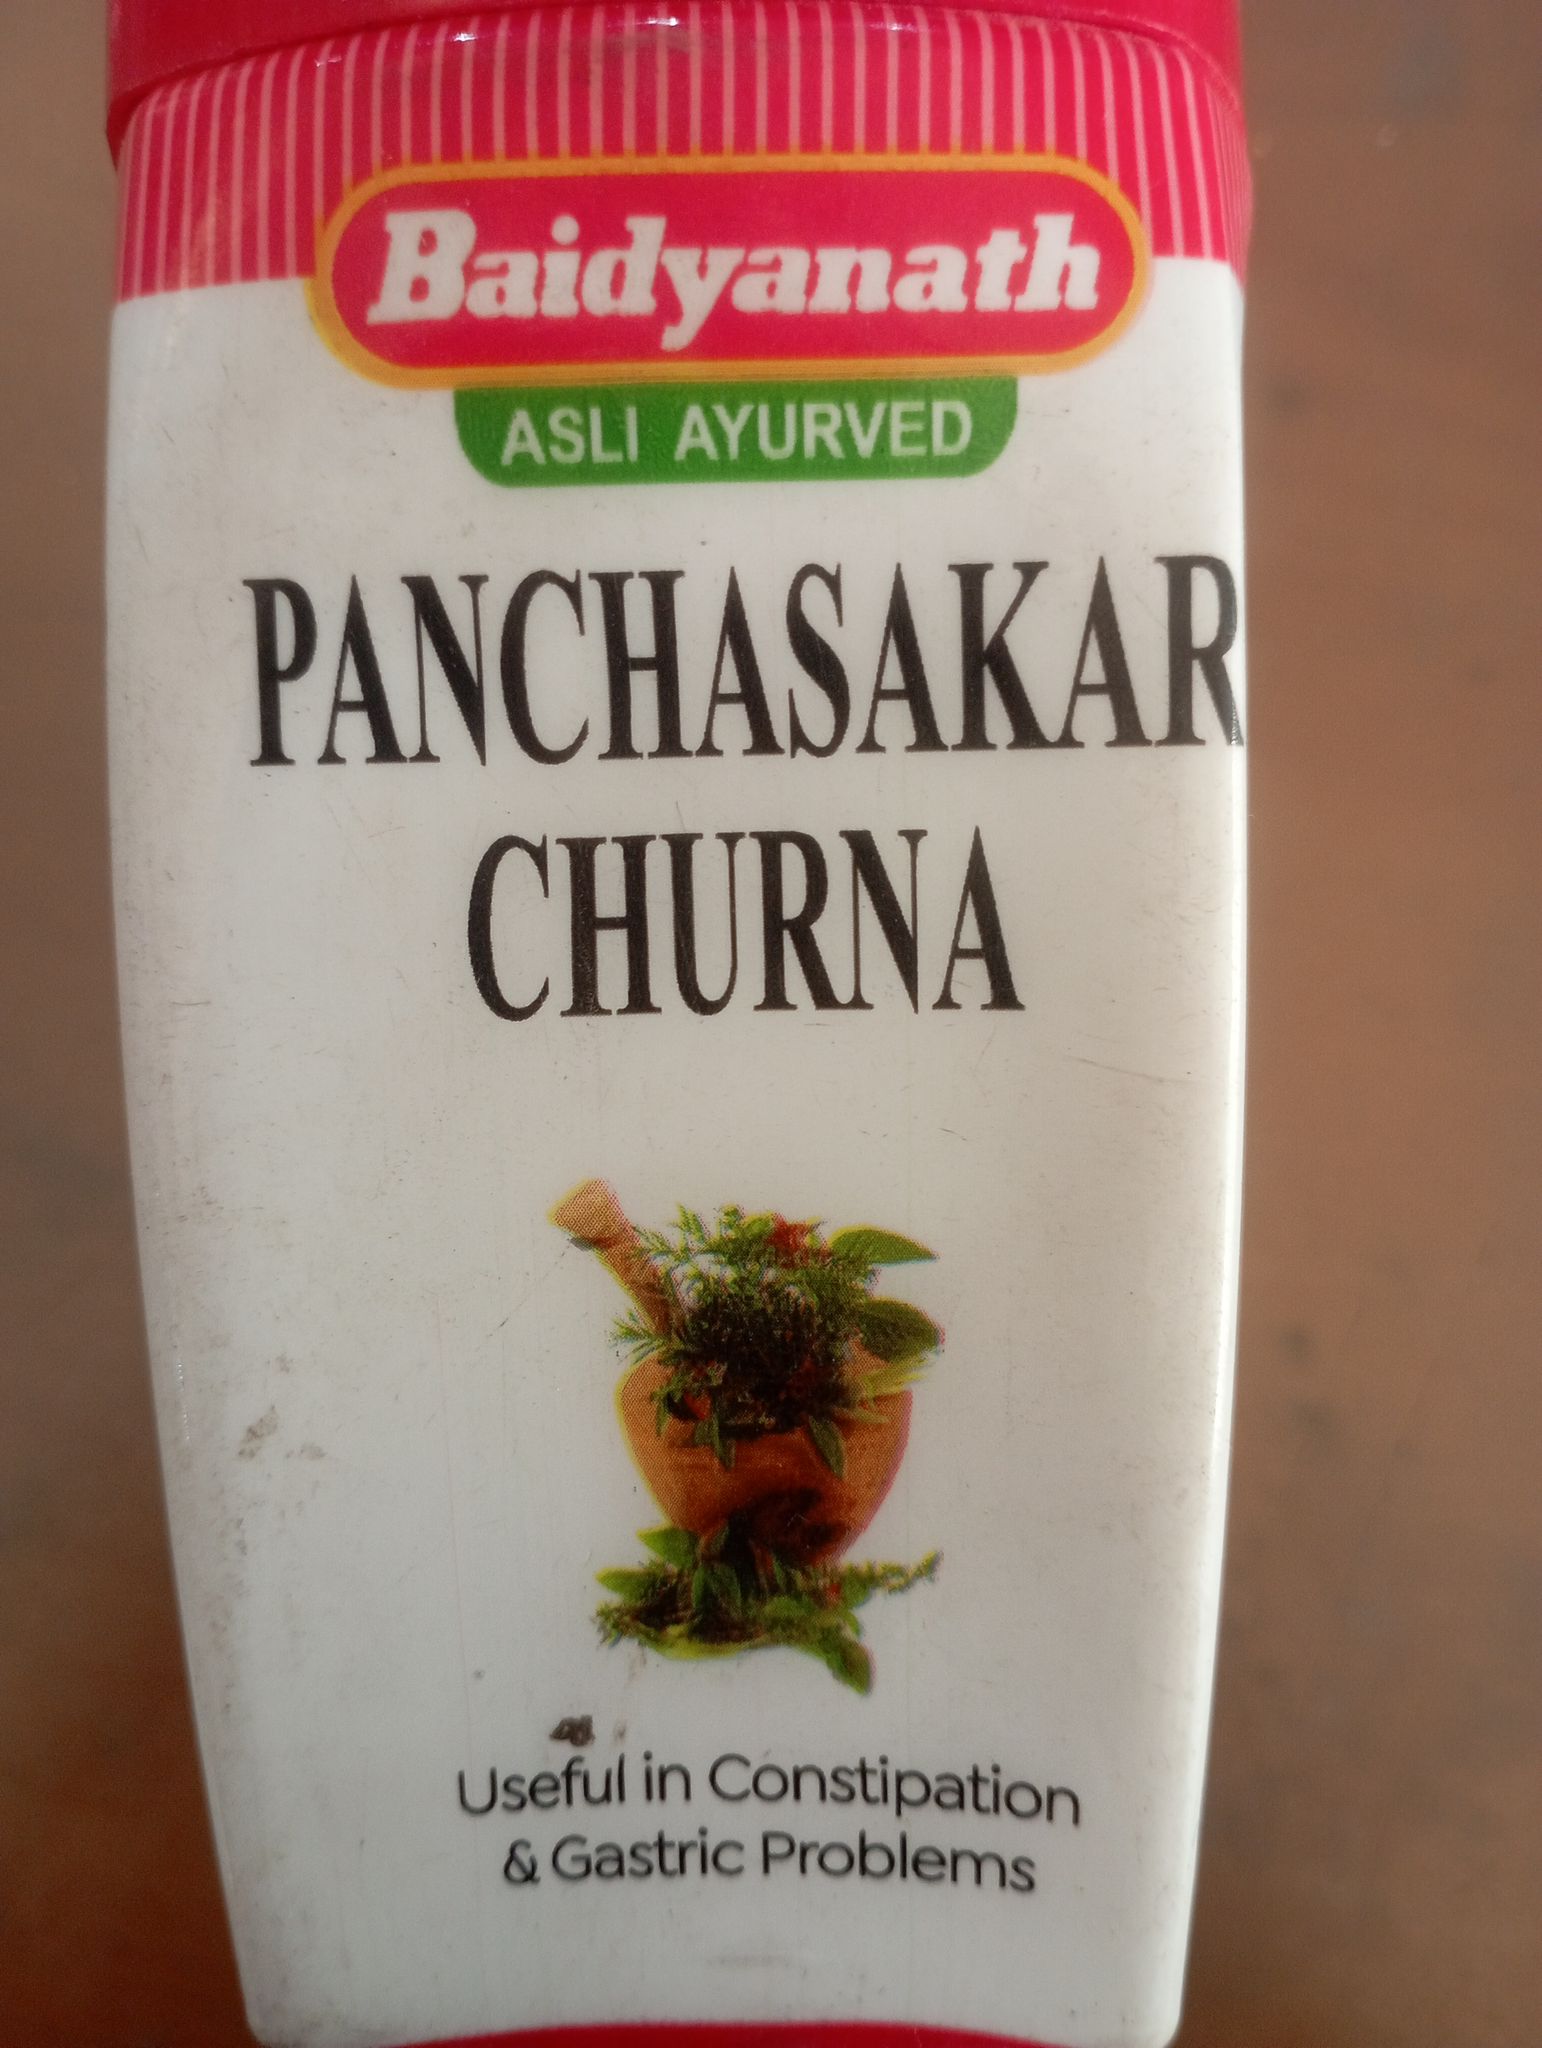 Baidyanath
ASLI AYURVED
PANCHASAKAR
CHURNA
Useful in Constipation
& Gastric Problems